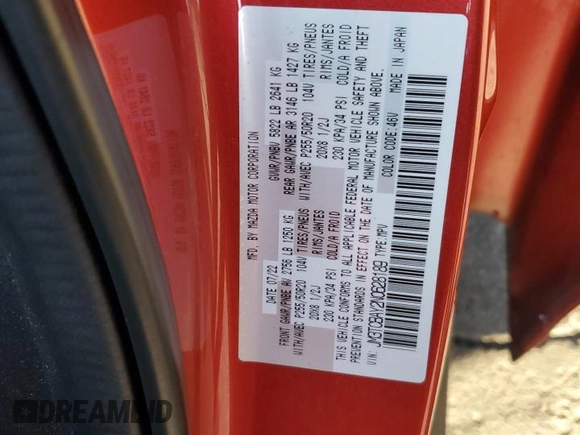 MFD. BY MAZDA MOTOR CORPORATION
DATE 07/22 GVWR/PNBV 5822 LB 2641 KG
FRONT GAWR/PNBE AV 2756 LB 1250 KG REAR GAWR/PNBE AR 3146 LB 1427 KG
WITH/AVEC P255/50R20 104V TIRES/PNEUS WITH/AVEC P255/50R20 104V TIRES/PNEUS
20X8 1/2J RIMS/JANTES 20X8 1/2J RIMS/JANTES
230 KPA/34 PSI COLD/A FROID 230 KPA/34 PSI COLD/A FROID
THIS VEHICLE CONFORMS TO ALL APPLICABLE FEDERAL MOTOR VEHICLE SAFETY AND THEFT
PREVENTION STANDARDS IN EFFECT ON THE DATE OF MANUFACTURE SHOWN ABOVE.
VIN: TYPE:MPV COLOR CODE:46V MADE IN JAPAN
DREAMBID